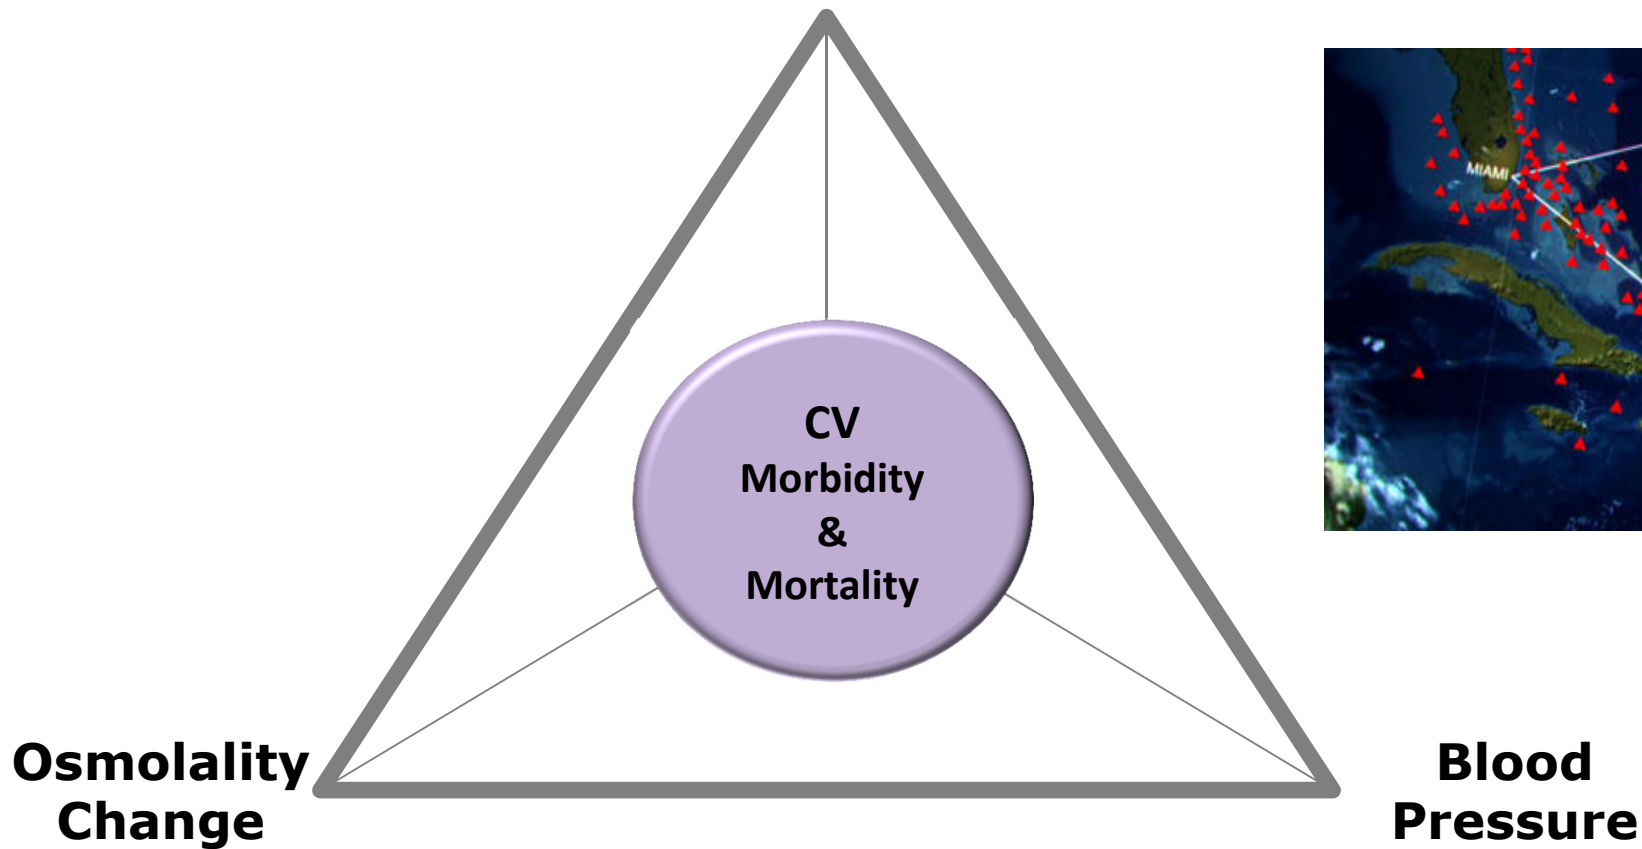 MIAMI
CV
Morbidity
&
Mortality
Osmolality
Change
Blood
Pressure